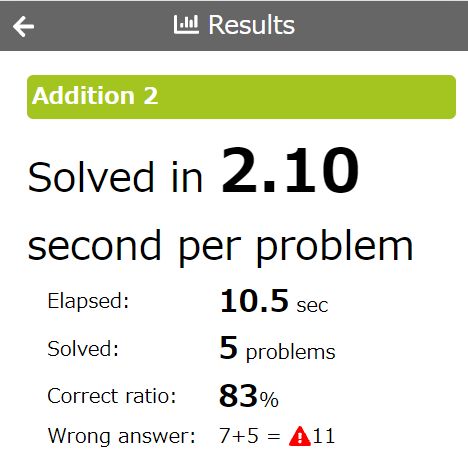 Results
Addition 2
Solved in 2.10
second per problem
Elapsed: 10.5 sec
Solved: 5 problems
Correct ratio: 83%
Wrong answer: 7+5 = 11